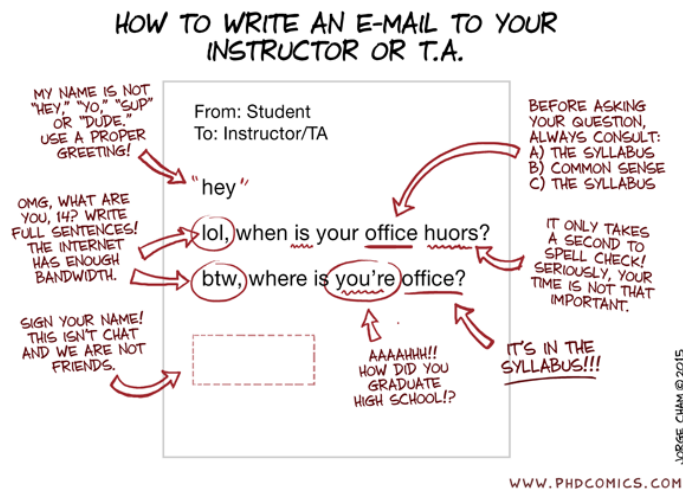 HOW TO WRITE AN E-MAIL TO YOUR
INSTRUCTOR OR T.A.
MY NAME IS NOT
"HEY," "YO," "SUP"
OR "DUDE."
USE A PROPER
GREETING!
OMG, WHAT ARE
YOU, 14? WRITE
FULL SENTENCES!
THE INTERNET
HAS ENOUGH
BANDWIDTH.
SIGN YOUR NAME!
THIS ISN'T CHAT
AND WE ARE NOT
FRIENDS.
From: Student
To: Instructor/TA
"hey"
lol, when is your office huors?
btw, where is you're office?
AAAAHHH!!
HOW DID YOU
GRADUATE
HIGH SCHOOL!?
BEFORE ASKING
YOUR QUESTION,
ALWAYS CONSULT:
A) THE SYLLABUS
B) COMMON SENSE
C) THE SYLLABUS
IT ONLY TAKES
A SECOND TO
SPELL CHECK!
SERIOUSLY, YOUR
TIME IS NOT THAT
IMPORTANT.
IT'S IN THE
SYLLABUS!!!
JORGE CHAM © 2015
WWW.PHDCOMICS.COM